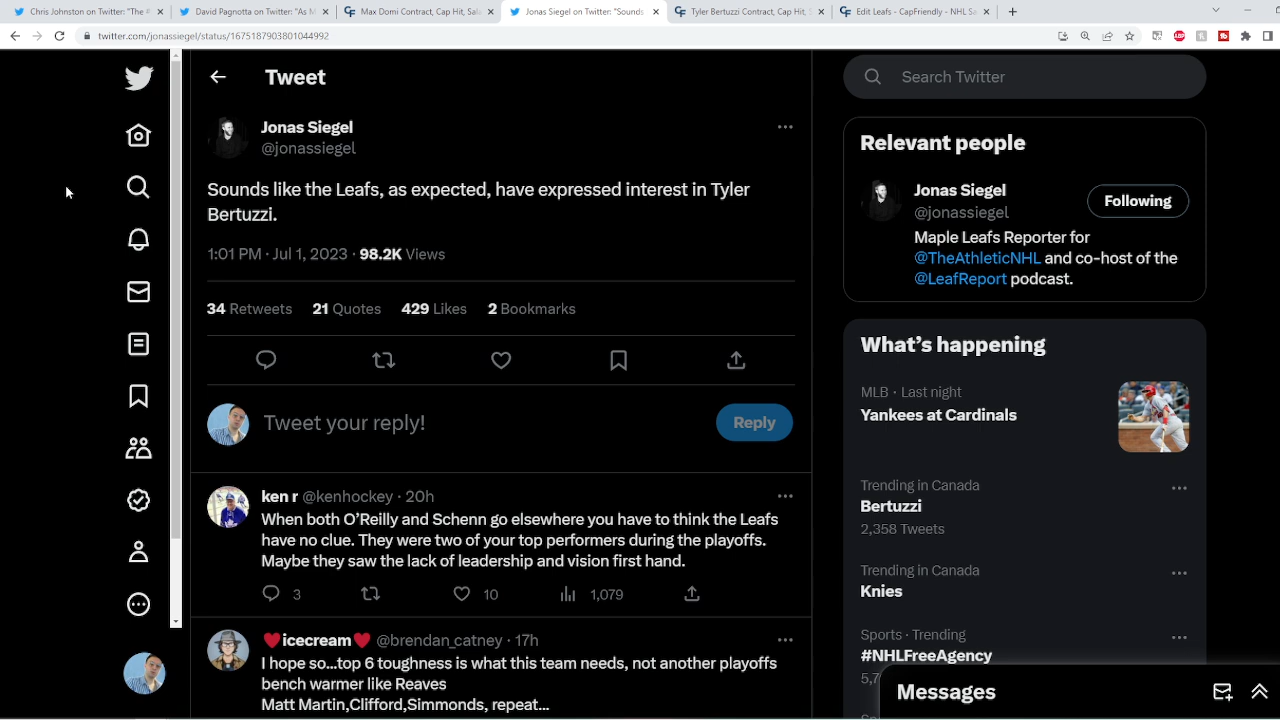 Chris Johnston on Twitter: "The
David Pagnotta on Twitter: "As M
Max Domi Contract, Cap Hit, Sala
Jonas Siegel on Twitter: "Sounds
Tyler Bertuzzi Contract, Cap Hit, S
Edit Leafs - CapFriendly - NHL Sa
twitter.com/jonassiegel/status/1675187903801044992
Tweet
Jonas Siegel
@jonassiegel
Sounds like the Leafs, as expected, have expressed interest in Tyler
Bertuzzi.
1:01 PM · Jul 1, 2023 · 98.2K Views
34 Retweets 21 Quotes 429 Likes 2 Bookmarks
Tweet your reply!
Reply
ken r @kenhockey · 20h
When both O'Reilly and Schenn go elsewhere you have to think the Leafs
have no clue. They were two of your top performers during the playoffs.
Maybe they saw the lack of leadership and vision first hand.
3 10 1,079
❤️icecream❤️ @brendan_catney · 17h
I hope so...top 6 toughness is what this team needs, not another playoffs
bench warmer like Reaves
Matt Martin,Clifford,Simmonds, repeat...
Search Twitter
Relevant people
Jonas Siegel
@jonassiegel
Following
Maple Leafs Reporter for
@TheAthleticNHL and co-host of the
@LeafReport podcast.
What's happening
MLB · Last night
Yankees at Cardinals
Trending in Canada
Bertuzzi
2,358 Tweets
Trending in Canada
Knies
Sports · Trending
#NHLFreeAgency
Messages